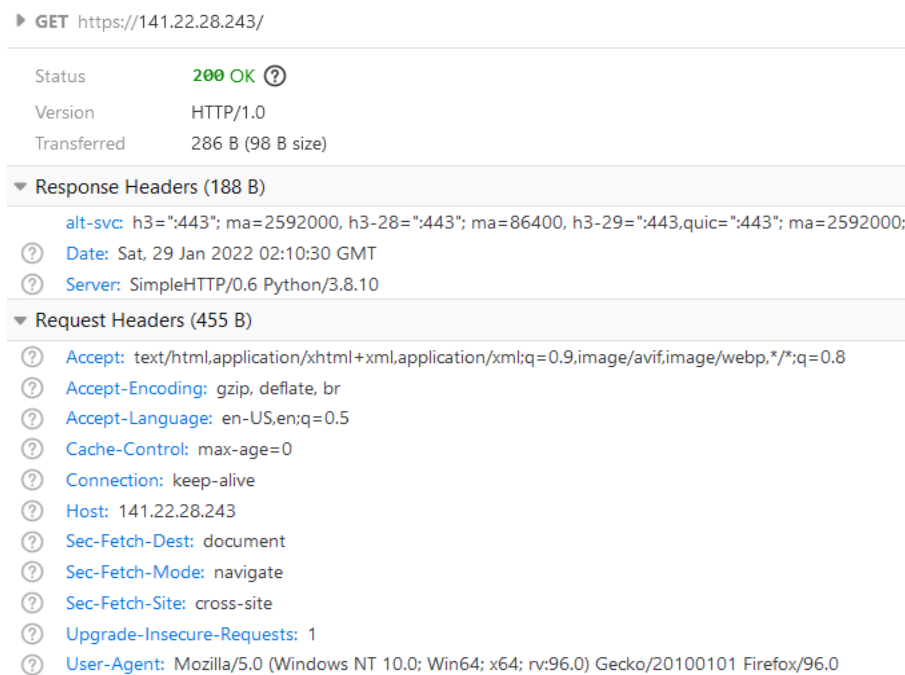 GET https://141.22.28.243/
Status 200 OK
Version HTTP/1.0
Transferred 286 B (98 B size)
Response Headers (188 B)
alt-svc: h3=":443"; ma=2592000, h3-28=":443"; ma=86400, h3-29=":443,quic=":443"; ma=2592000;
Date: Sat, 29 Jan 2022 02:10:30 GMT
Server: SimpleHTTP/0.6 Python/3.8.10
Request Headers (455 B)
Accept: text/html,application/xhtml+xml,application/xml;q=0.9,image/avif,image/webp,*/*;q=0.8
Accept-Encoding: gzip, deflate, br
Accept-Language: en-US,en;q=0.5
Cache-Control: max-age=0
Connection: keep-alive
Host: 141.22.28.243
Sec-Fetch-Dest: document
Sec-Fetch-Mode: navigate
Sec-Fetch-Site: cross-site
Upgrade-Insecure-Requests: 1
User-Agent: Mozilla/5.0 (Windows NT 10.0; Win64; x64; rv:96.0) Gecko/20100101 Firefox/96.0